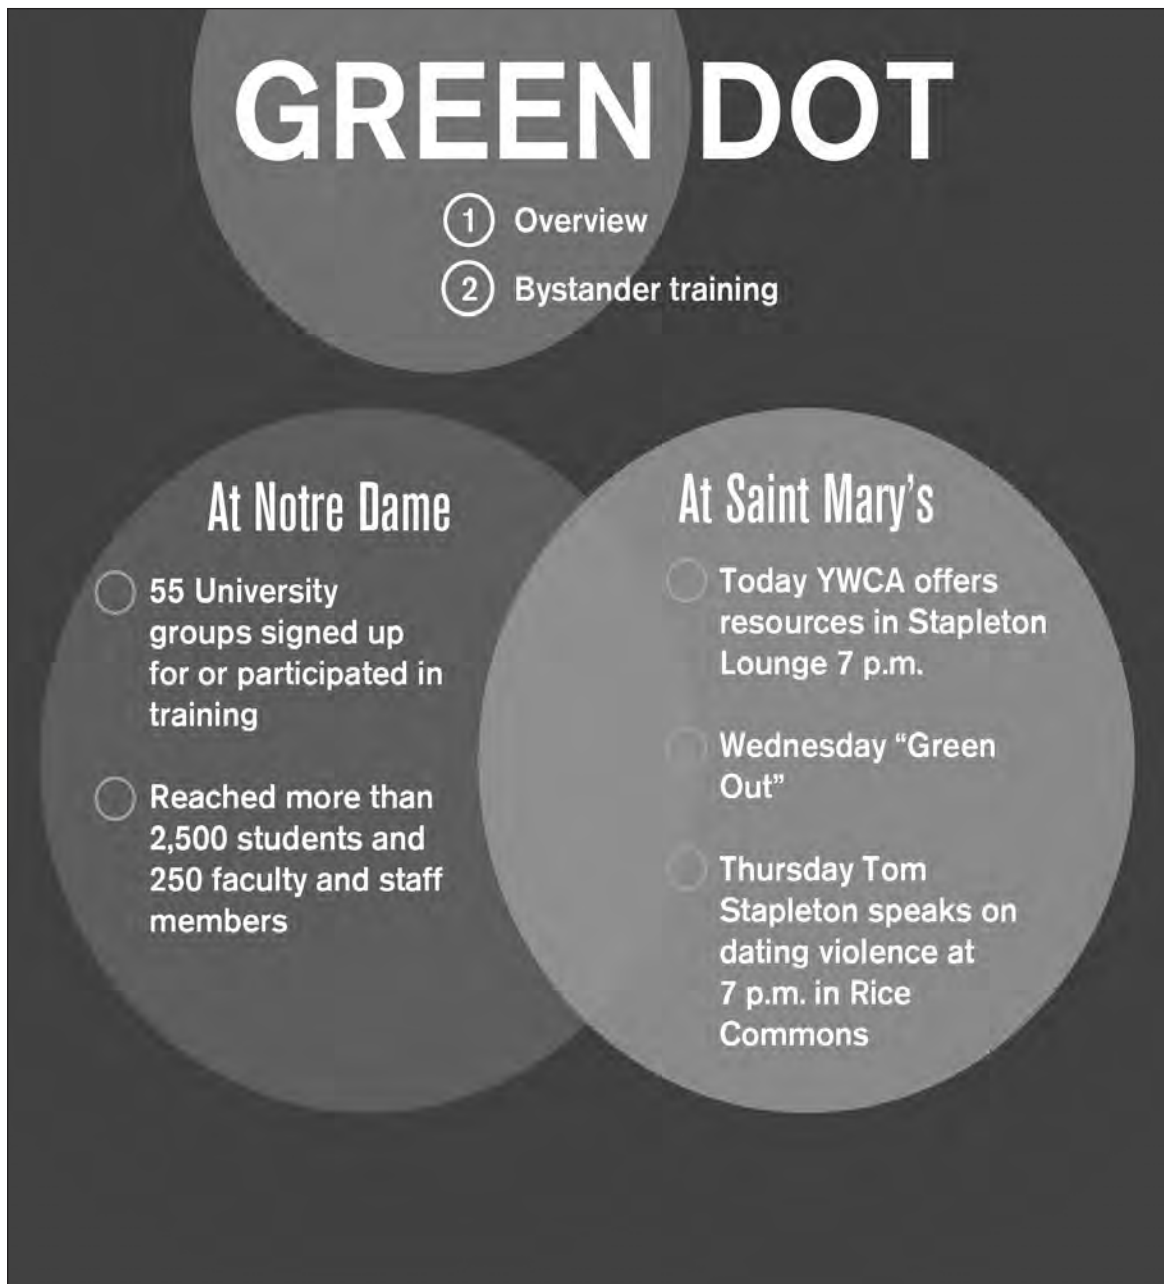 GREEN DOT
1 Overview
2 Bystander training
At Notre Dame
55 University
groups signed up
for or participated in
training
Reached more than
2,500 students and
250 faculty and staff
members
At Saint Mary's
Today YWCA offers
resources in Stapleton
Lounge 7 p.m.
Wednesday “Green
Out”
Thursday Tom
Stapleton speaks on
dating violence at
7 p.m. in Rice
Commons